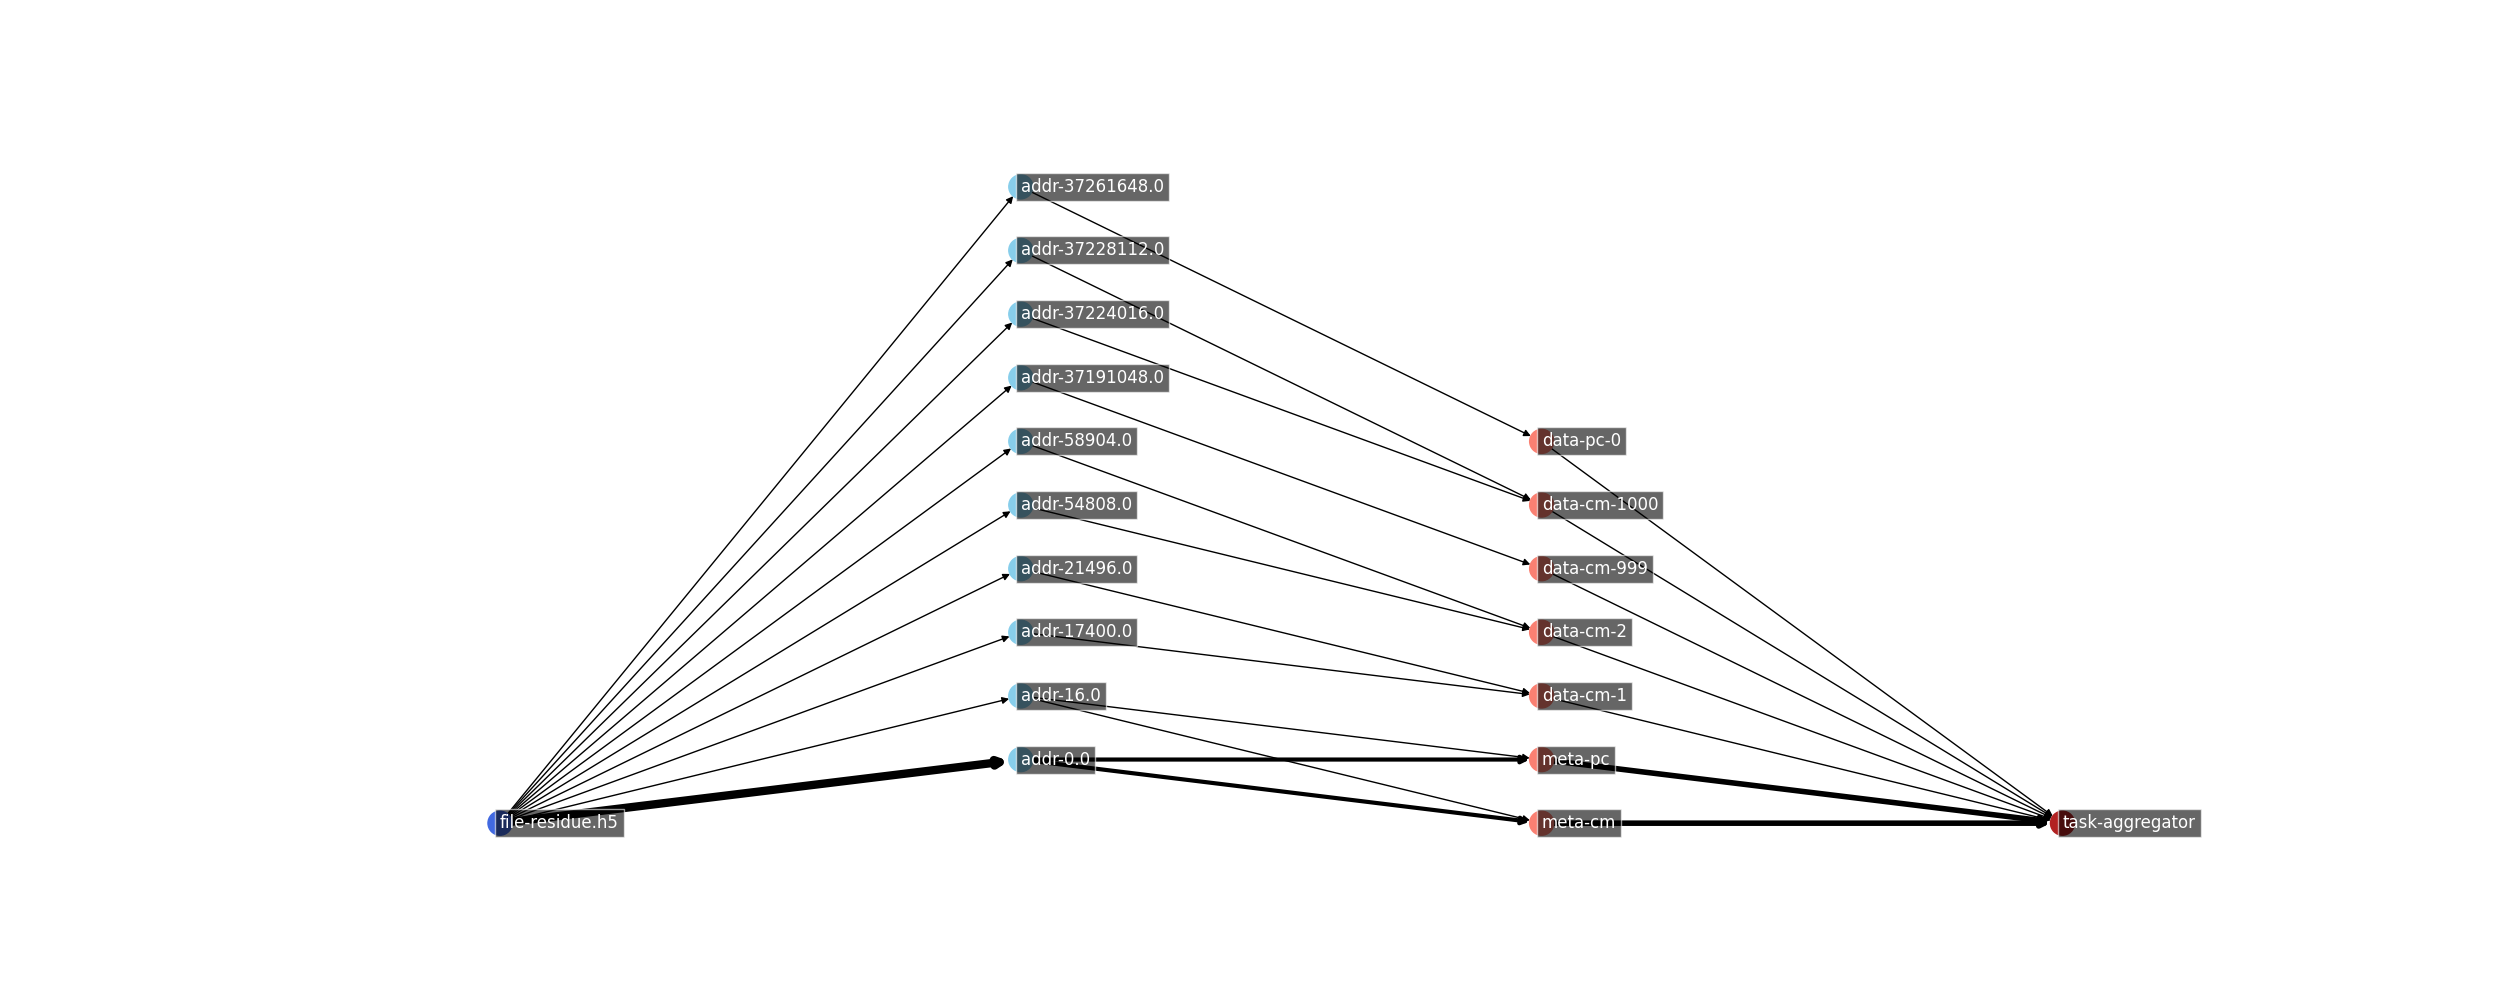 addr-37261648.0
addr-37228112.0
addr-37224016.0
addr-37191048.0
addr-58904.0
data-pc-0
addr-54808.0
data-cm-1000
addr-21496.0
data-cm-999
addr-17400.0
data-cm-2
addr-16.0
data-cm-1
addr-0.0
meta-pc
file-residue.h5
meta-cm
task-aggregator